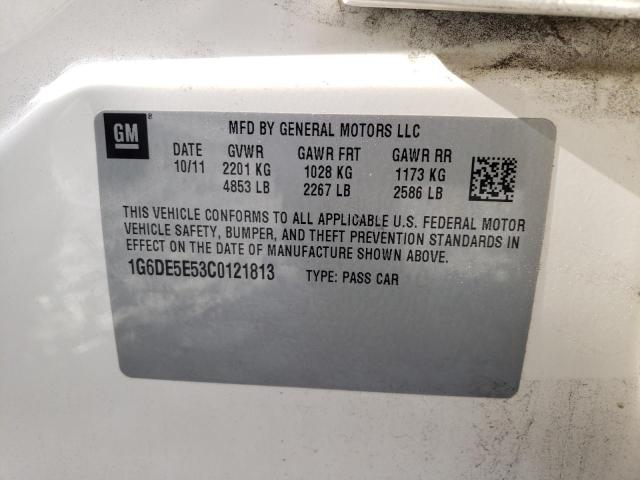 GM ®
MFD BY GENERAL MOTORS LLC
DATE GVWR GAWR FRT GAWR RR
10/11 2201 KG 1028 KG 1173 KG
4853 LB 2267 LB 2586 LB
THIS VEHICLE CONFORMS TO ALL APPLICABLE U.S. FEDERAL MOTOR
VEHICLE SAFETY, BUMPER, AND THEFT PREVENTION STANDARDS IN
EFFECT ON THE DATE OF MANUFACTURE SHOWN ABOVE.
1G6DE5E53C0121813 TYPE: PASS CAR